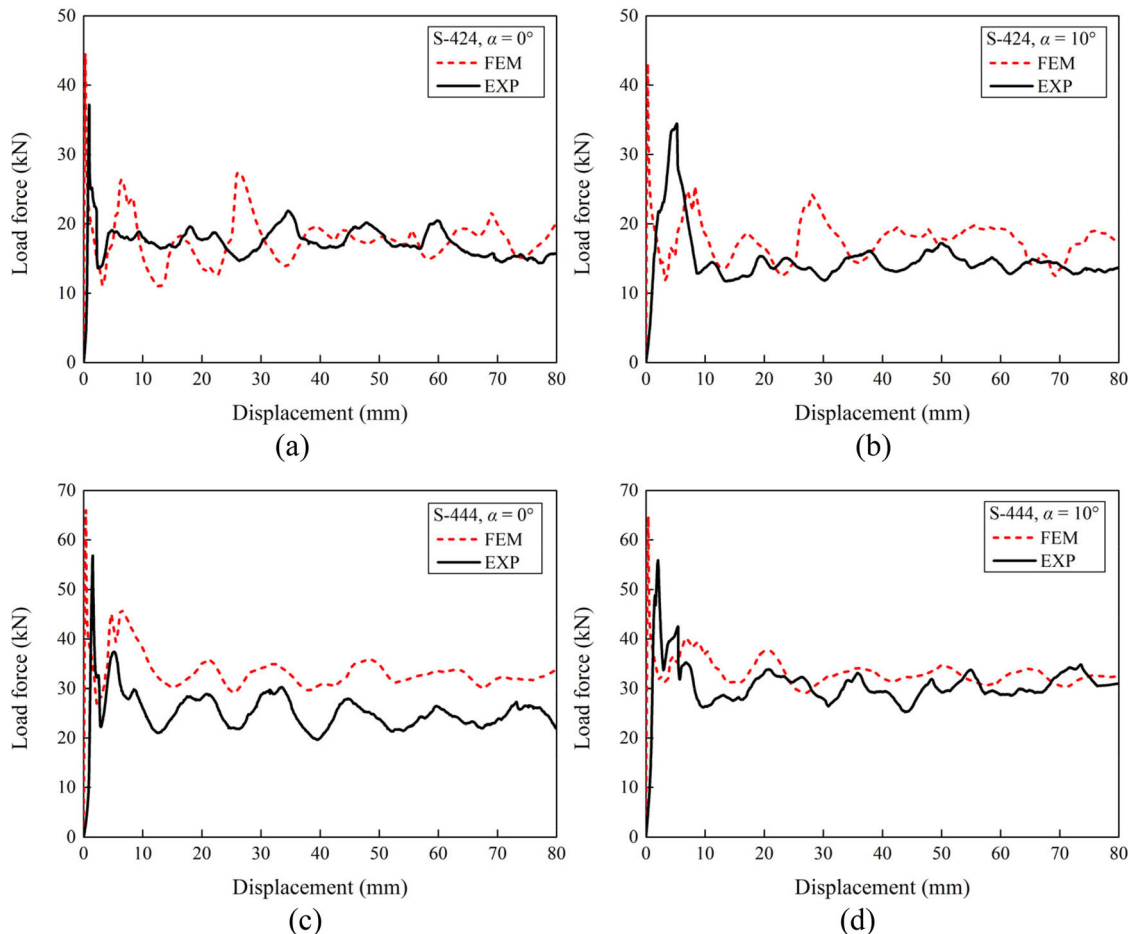 50
40
30
20
10
0
Load force (kN)
S-424, α = 0°
FEM
EXP
0 10 20 30 40 50 60 70 80
Displacement (mm)
(a)
50
40
30
20
10
0
Load force (kN)
S-424, α = 10°
FEM
EXP
0 10 20 30 40 50 60 70 80
Displacement (mm)
(b)
70
60
50
40
30
20
10
0
Load force (kN)
S-444, α = 0°
FEM
EXP
0 10 20 30 40 50 60 70 80
Displacement (mm)
(c)
70
60
50
40
30
20
10
0
Load force (kN)
S-444, α = 10°
FEM
EXP
0 10 20 30 40 50 60 70 80
Displacement (mm)
(d)